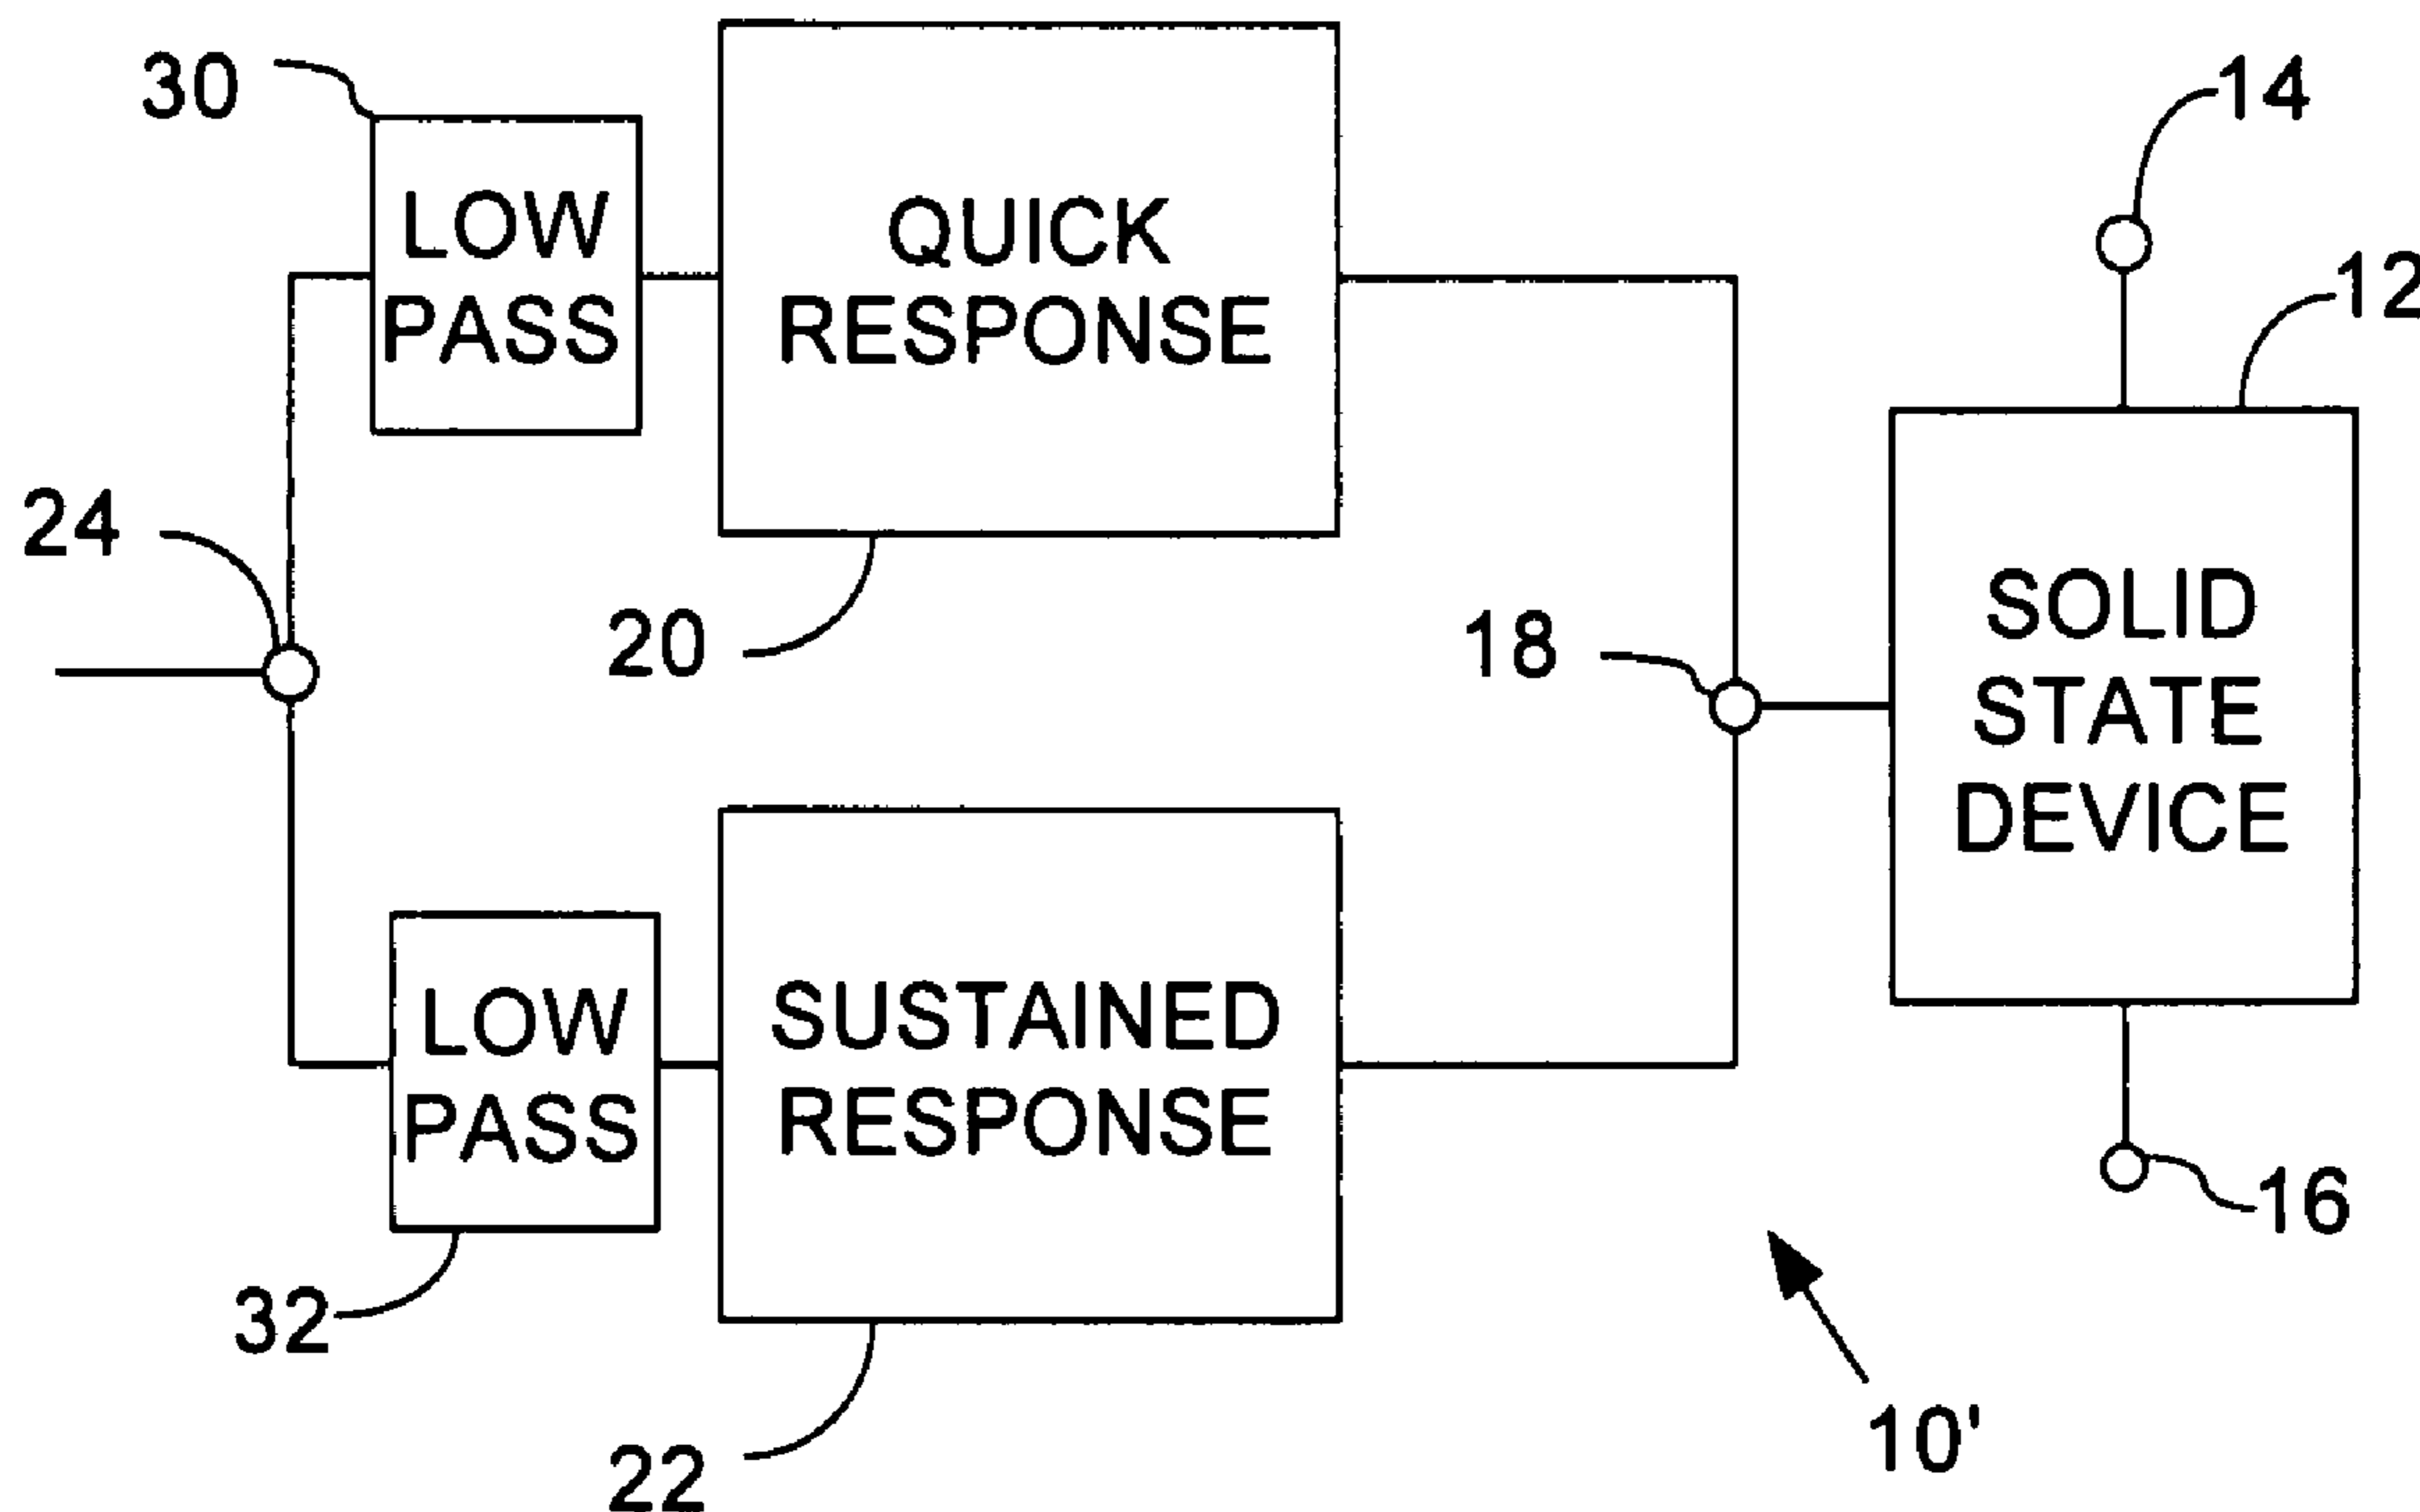 30
LOW
PASS
QUICK
RESPONSE
14
12
24
20
18
SOLID
STATE
DEVICE
LOW
PASS
SUSTAINED
RESPONSE
16
32
22
10'